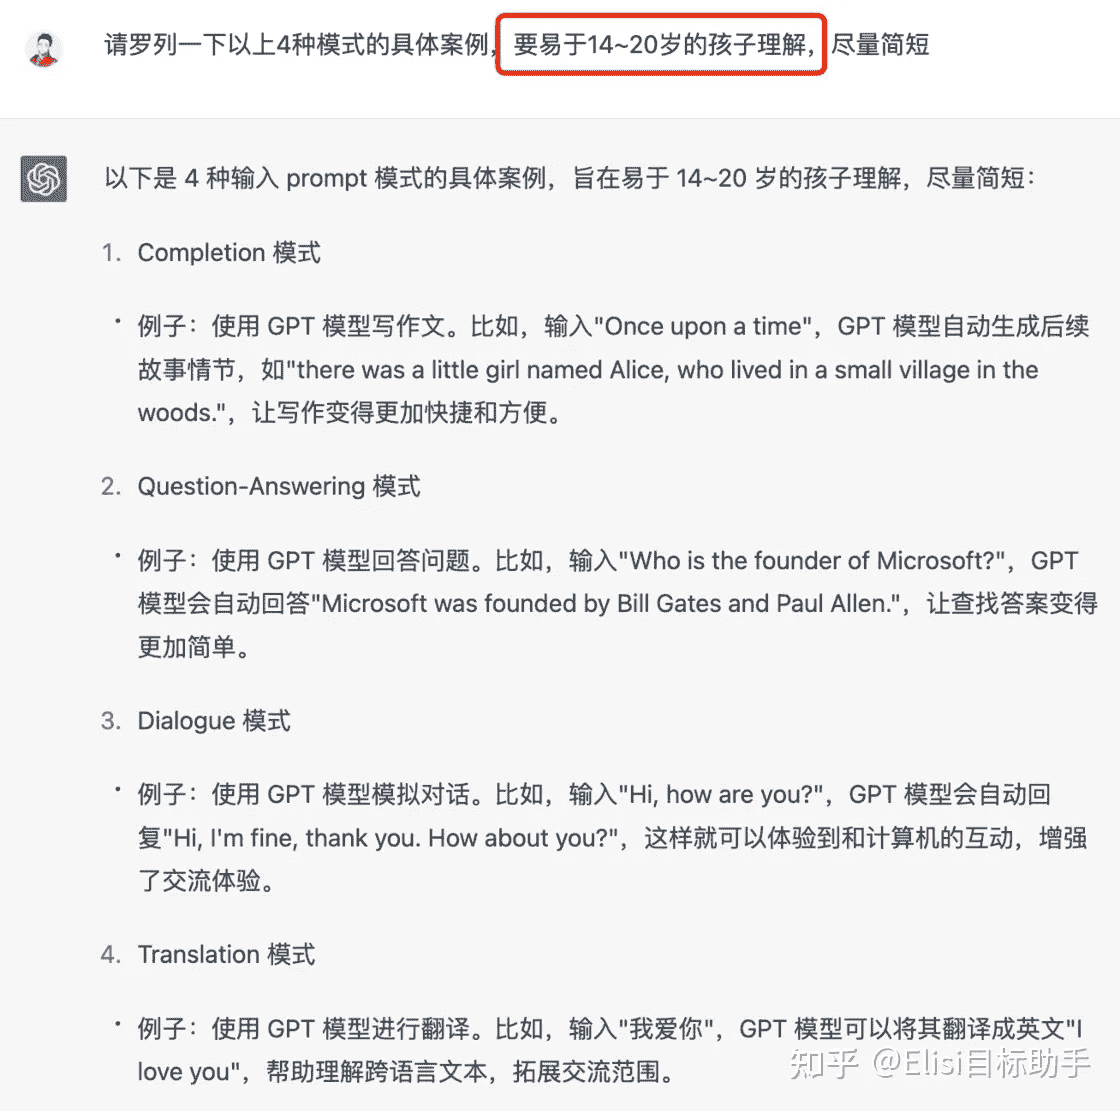 请罗列一下以上4种模式的具体案例,要易于14~20岁的孩子理解,尽量简短
以下是 4 种输入 prompt 模式的具体案例，旨在易于 14~20 岁的孩子理解，尽量简短：
1. Completion 模式
• 例子：使用 GPT 模型写作文。比如，输入"Once upon a time"，GPT 模型自动生成后续
故事情节，如"there was a little girl named Alice, who lived in a small village in the
woods."，让写作变得更加快捷和方便。
2. Question-Answering 模式
• 例子：使用 GPT 模型回答问题。比如，输入"Who is the founder of Microsoft?"，GPT
模型会自动回答"Microsoft was founded by Bill Gates and Paul Allen."，让查找答案变得
更加简单。
3. Dialogue 模式
• 例子：使用 GPT 模型模拟对话。比如，输入"Hi, how are you?"，GPT 模型会自动回
复"Hi, I'm fine, thank you. How about you?"，这样就可以体验到和计算机的互动，增强
了交流体验。
4. Translation 模式
• 例子：使用 GPT 模型进行翻译。比如，输入"我爱你"，GPT 模型可以将其翻译成英文"I
love you"，帮助理解跨语言文本，拓展交流范围。
知乎 @Elisi目标助手